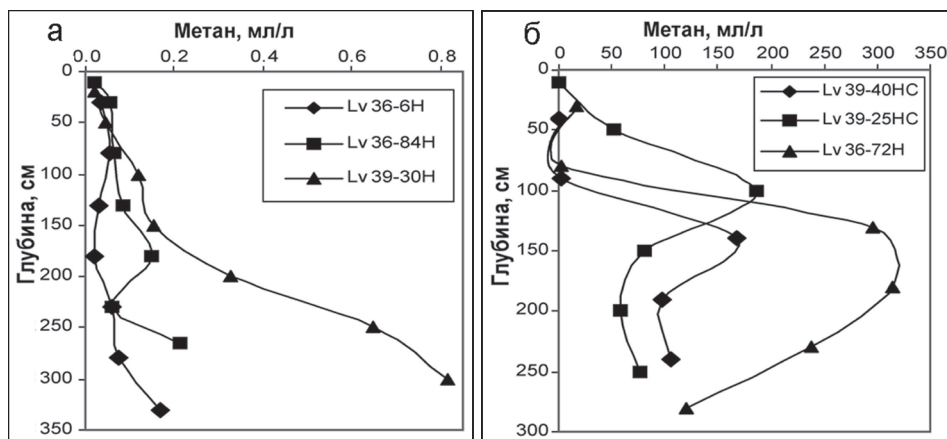 а
Метан, мл/л
0.0 0.2 0.4 0.6 0.8
0
50
100
150
200
250
300
350
Глубина, см
Lv 36-6H
Lv 36-84H
Lv 39-30H
б
Метан, мл/л
0 50 100 150 200 250 300 350
0
50
100
150
200
250
300
Глубина, см
Lv 39-40HC
Lv 39-25HC
Lv 36-72H